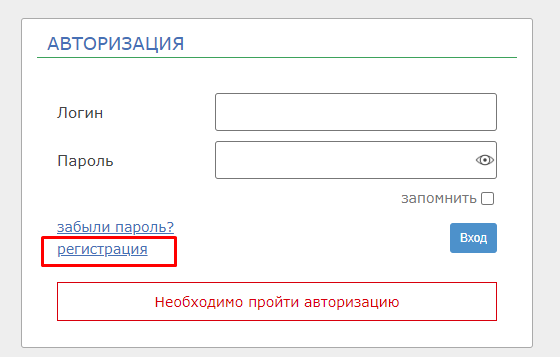 АВТОРИЗАЦИЯ
Логин
Пароль
запомнить
забыли пароль?
регистрация
Вход
Необходимо пройти авторизацию